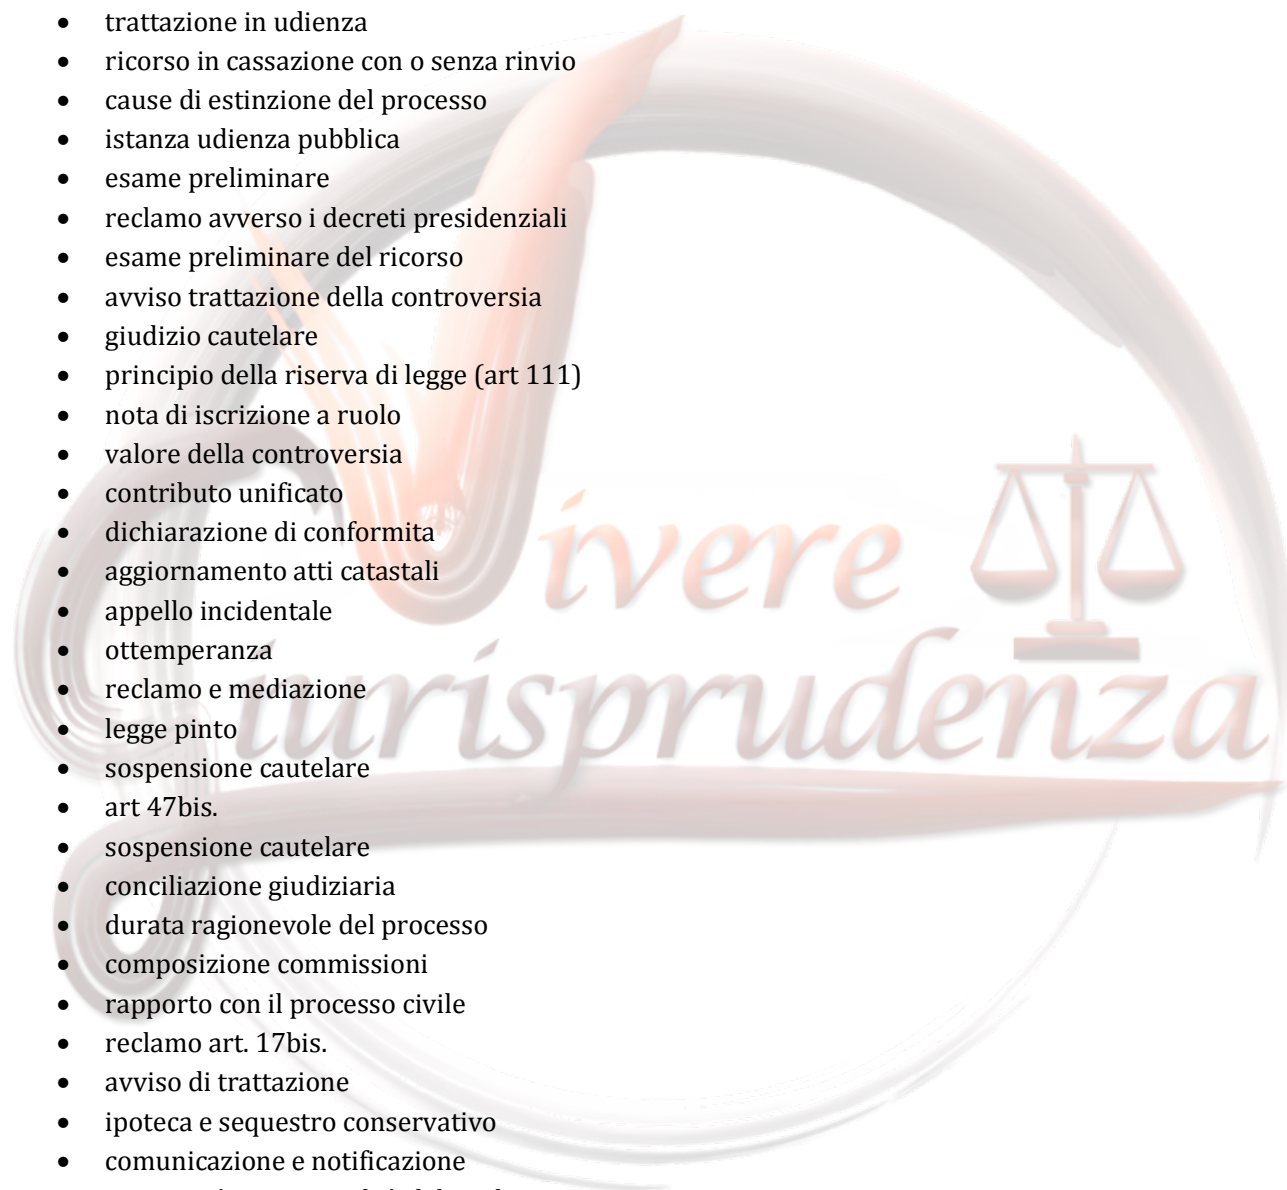 • trattazione in udienza
• ricorso in cassazione con o senza rinvio
• cause di estinzione del processo
• istanza udienza pubblica
• esame preliminare
• reclamo avverso i decreti presidenziali
• esame preliminare del ricorso
• avviso trattazione della controversia
• giudizio cautelare
• principio della riserva di legge (art 111)
• nota di iscrizione a ruolo
• valore della controversia
• contributo unificato
• dichiarazione di conformita
• aggiornamento atti catastali
• appello incidentale
• ottemperanza
• reclamo e mediazione
• legge pinto
• sospensione cautelare
• art 47bis.
• sospensione cautelare
• conciliazione giudiziaria
• durata ragionevole del processo
• composizione commissioni
• rapporto con il processo civile
• reclamo art. 17bis.
• avviso di trattazione
• ipoteca e sequestro conservativo
• comunicazione e notificazione
Vivere
Giurisprudenza